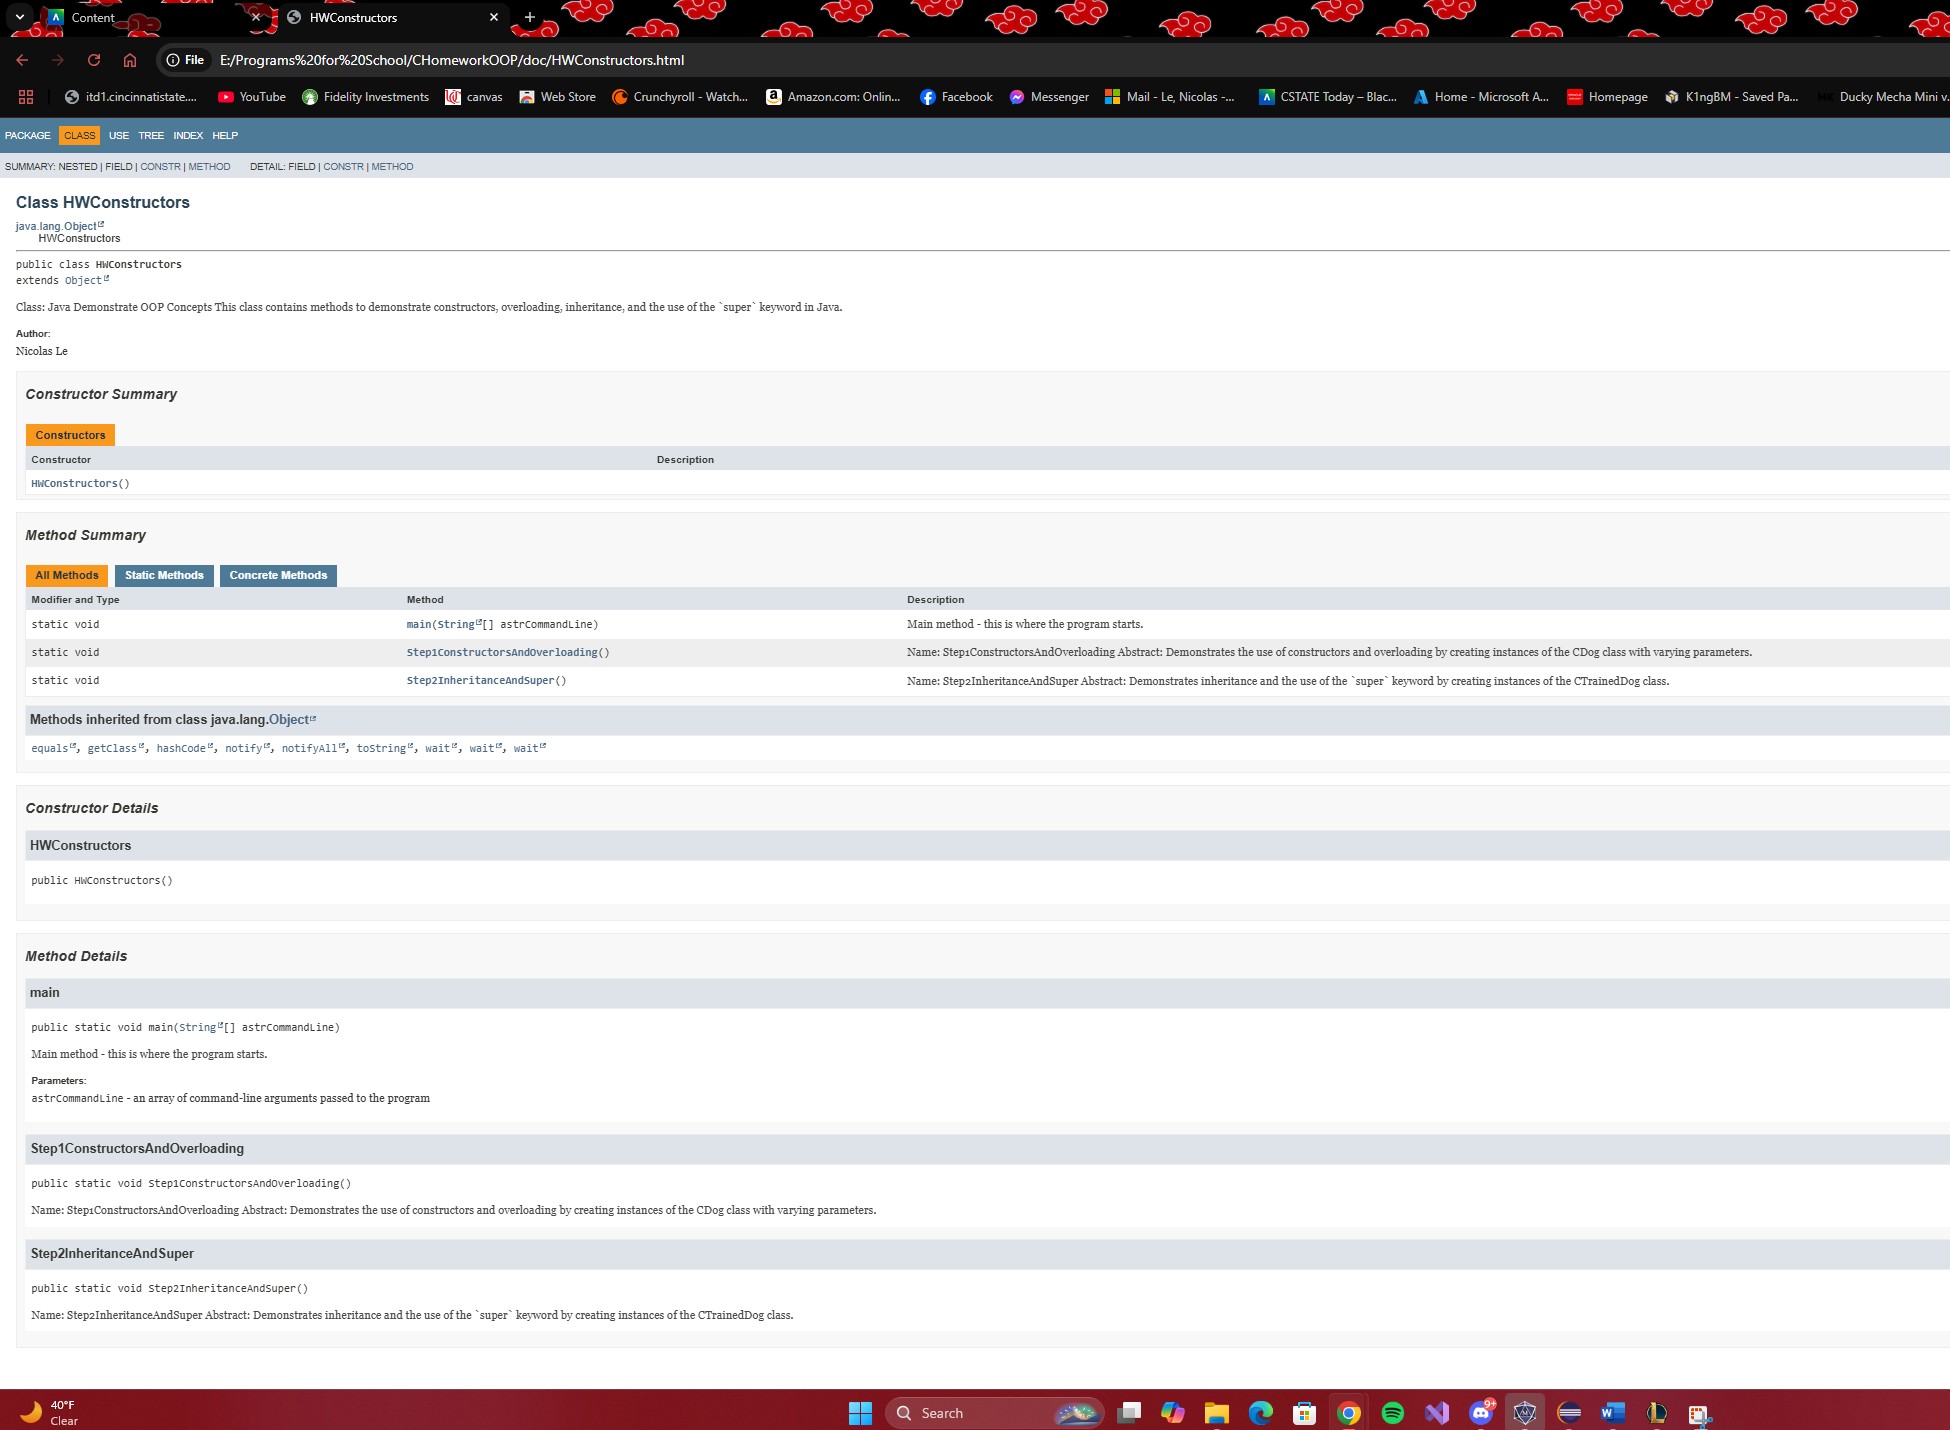 Content
HWConstructors
File E:/Programs%20for%20School/CHomeworkOOP/doc/HWConstructors.html
itd1.cincinnatistate.... YouTube Fidelity Investments canvas Web Store Crunchyroll - Watch... Amazon.com: Onlin... Facebook Messenger Mail - Le, Nicolas -... CSTATE Today – Blac... Home - Microsoft A... Homepage K1ngBM - Saved Pa... Ducky Mecha Mini v.
PACKAGE CLASS USE TREE INDEX HELP
SUMMARY: NESTED | FIELD | CONSTR | METHOD DETAIL: FIELD | CONSTR | METHOD
Class HWConstructors
java.lang.Object
HWConstructors
public class HWConstructors
extends Object
Class: Java Demonstrate OOP Concepts This class contains methods to demonstrate constructors, overloading, inheritance, and the use of the `super` keyword in Java.
Author:
Nicolas Le
Constructor Summary
Constructors
Constructor Description
HWConstructors()
Method Summary
All Methods Static Methods Concrete Methods
Modifier and Type Method Description
static void main(String[] astrCommandLine) Main method - this is where the program starts.
static void Step1ConstructorsAndOverloading() Name: Step1ConstructorsAndOverloading Abstract: Demonstrates the use of constructors and overloading by creating instances of the CDog class with varying parameters.
static void Step2InheritanceAndSuper() Name: Step2InheritanceAndSuper Abstract: Demonstrates inheritance and the use of the `super` keyword by creating instances of the CTrainedDog class.
Methods inherited from class java.lang.Object
equals, getClass, hashCode, notify, notifyAll, toString, wait, wait, wait
Constructor Details
HWConstructors
public HWConstructors()
Method Details
main
public static void main(String[] astrCommandLine)
Main method - this is where the program starts.
Parameters:
astrCommandLine - an array of command-line arguments passed to the program
Step1ConstructorsAndOverloading
public static void Step1ConstructorsAndOverloading()
Name: Step1ConstructorsAndOverloading Abstract: Demonstrates the use of constructors and overloading by creating instances of the CDog class with varying parameters.
Step2InheritanceAndSuper
public static void Step2InheritanceAndSuper()
Name: Step2InheritanceAndSuper Abstract: Demonstrates inheritance and the use of the `super` keyword by creating instances of the CTrainedDog class.
40°F
Clear
Search
9+